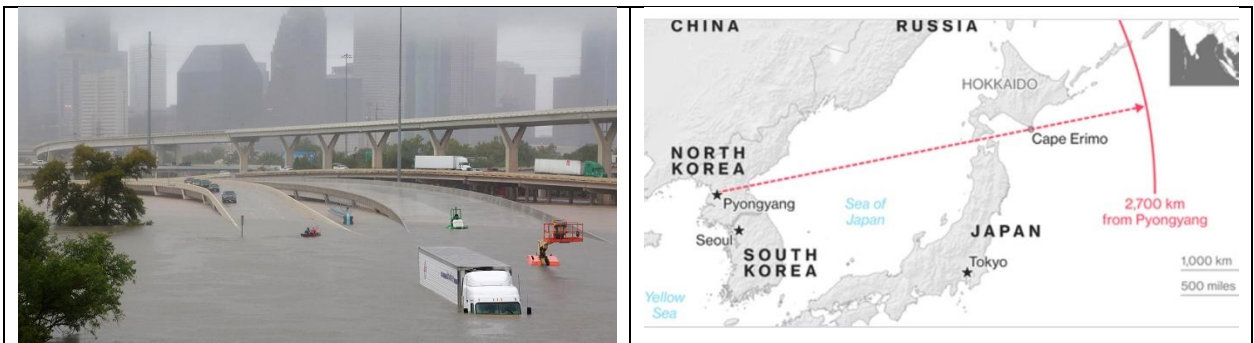 CHINA
RUSSIA
HOKKAIDO
Cape Erimo
NORTH
KOREA
Pyongyang
Sea of
Japan
2,700 km
from Pyongyang
Seoul
SOUTH
KOREA
JAPAN
Tokyo
1,000 km
500 miles
Yellow
Sea